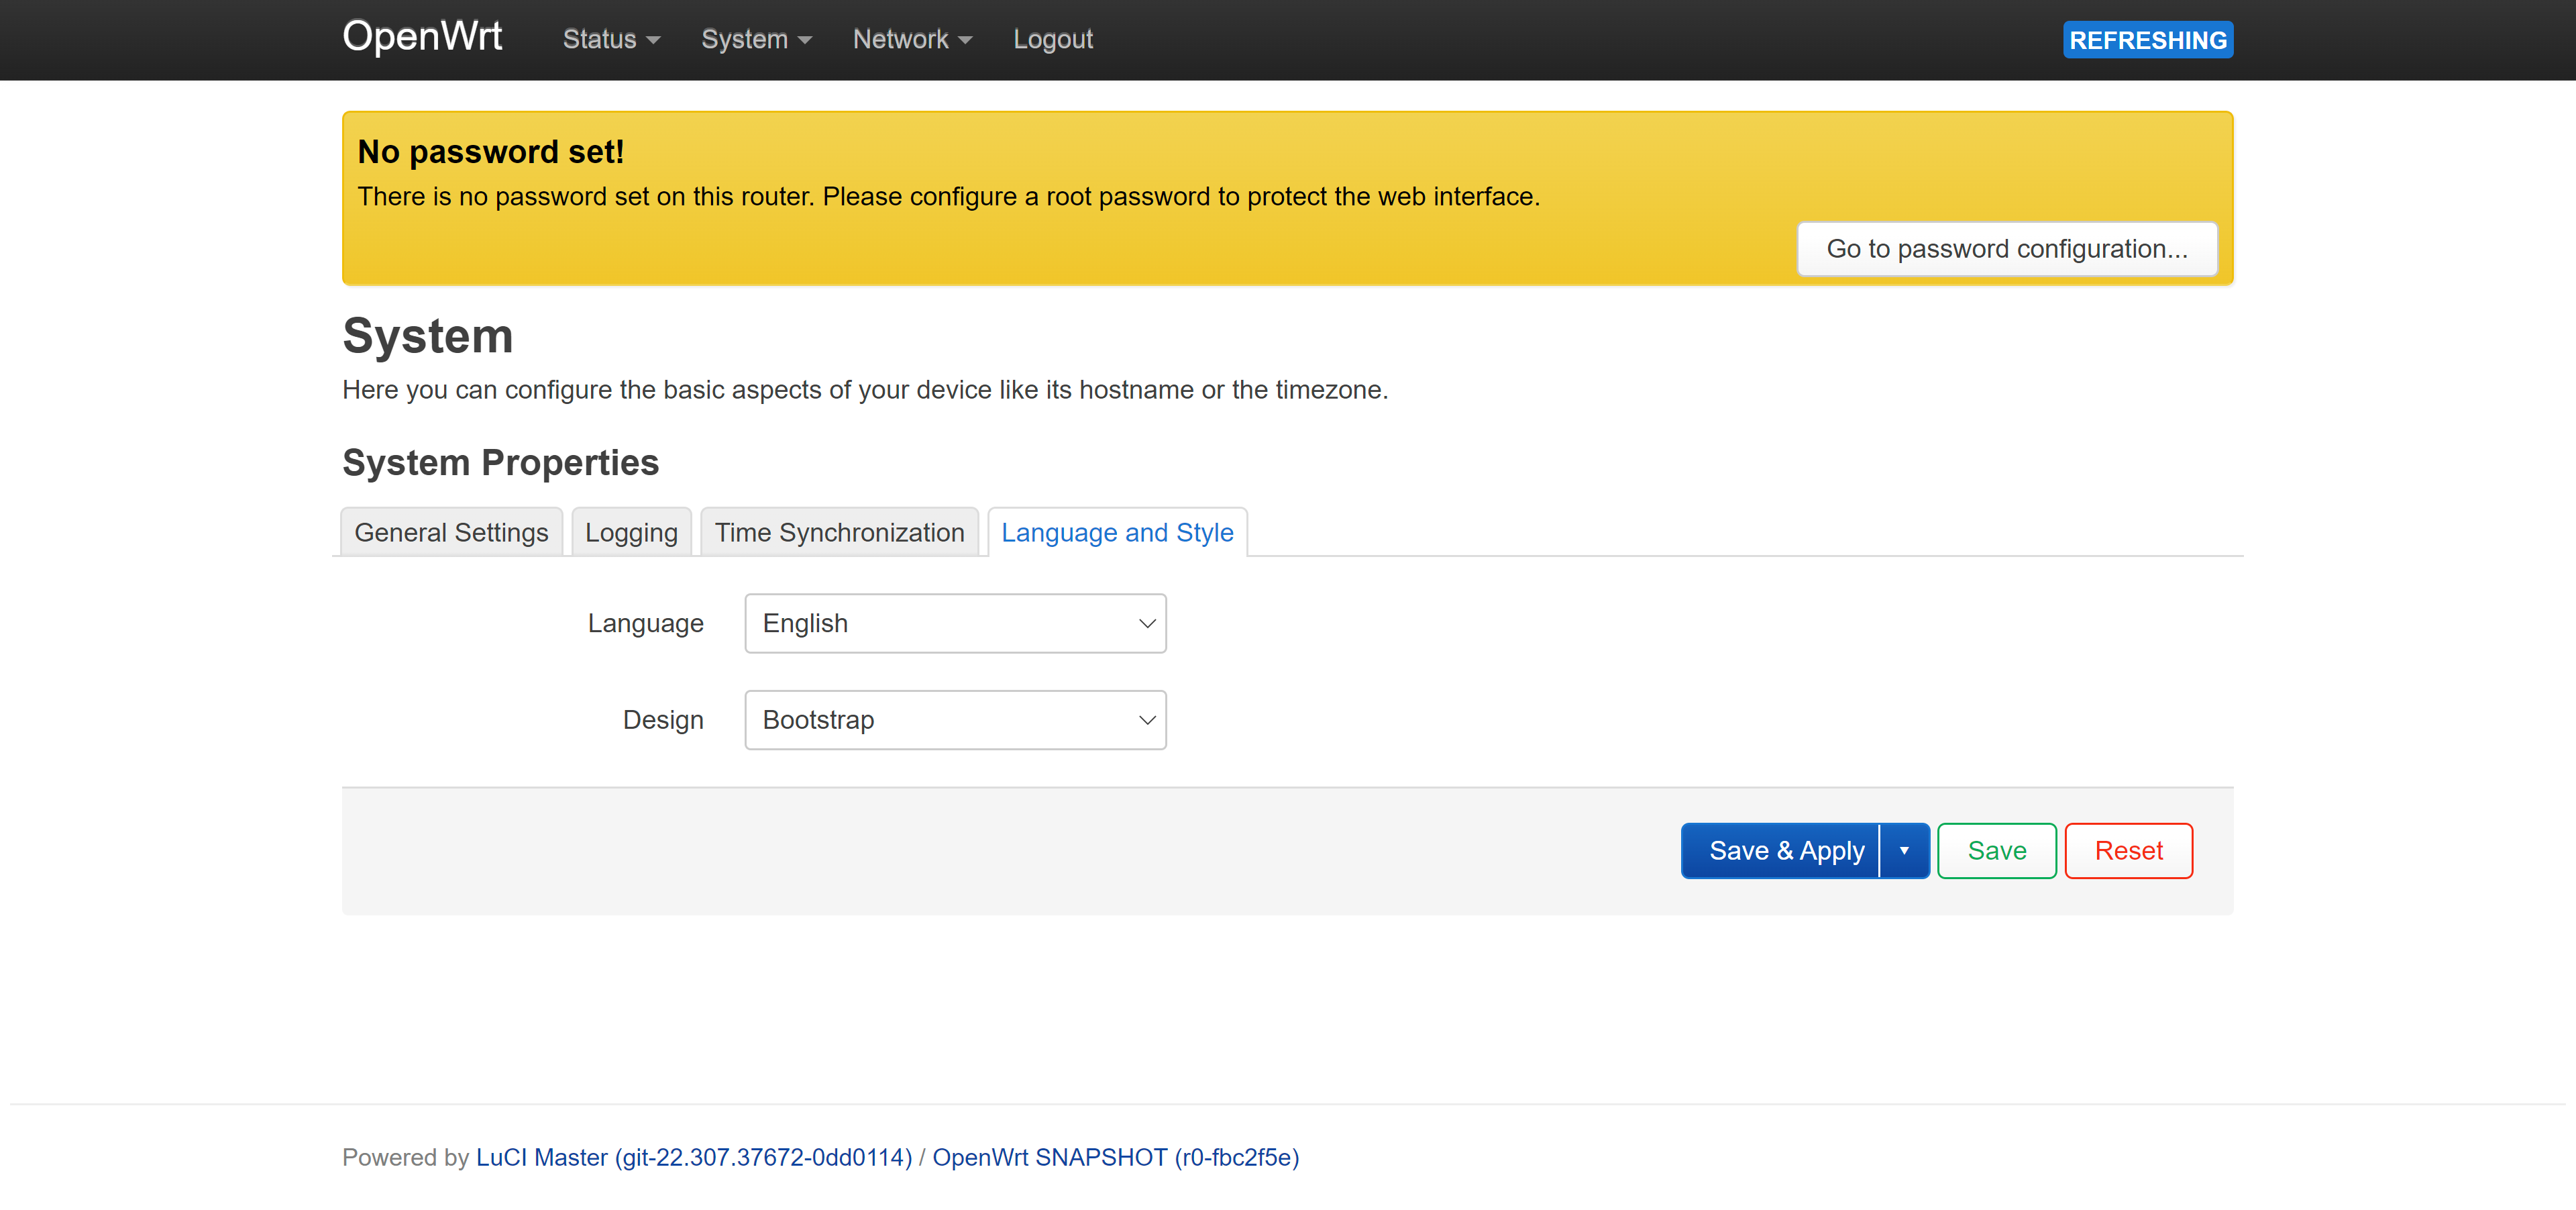 OpenWrt Status System Network Logout REFRESHING
No password set!
There is no password set on this router. Please configure a root password to protect the web interface.
Go to password configuration...
System
Here you can configure the basic aspects of your device like its hostname or the timezone.
System Properties
General Settings Logging Time Synchronization Language and Style
Language English
Design Bootstrap
Save & Apply Save Reset
Powered by LuCI Master (git-22.307.37672-0dd0114) / OpenWrt SNAPSHOT (r0-fbc2f5e)